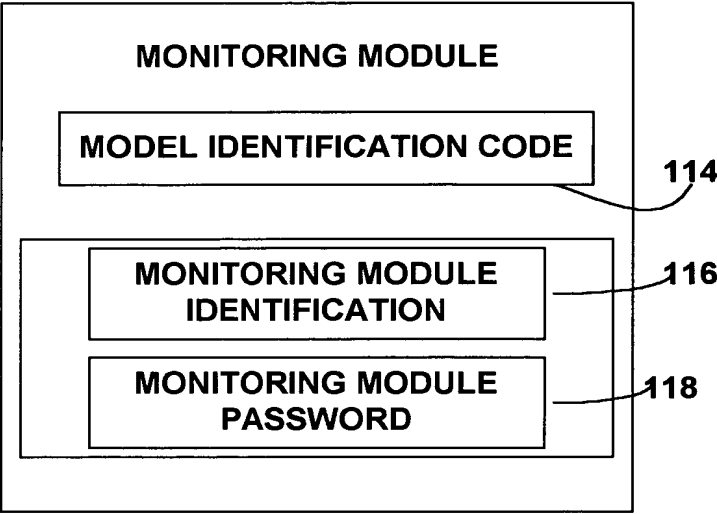 MONITORING MODULE
MODEL IDENTIFICATION CODE
114
MONITORING MODULE
IDENTIFICATION
116
MONITORING MODULE
PASSWORD
118